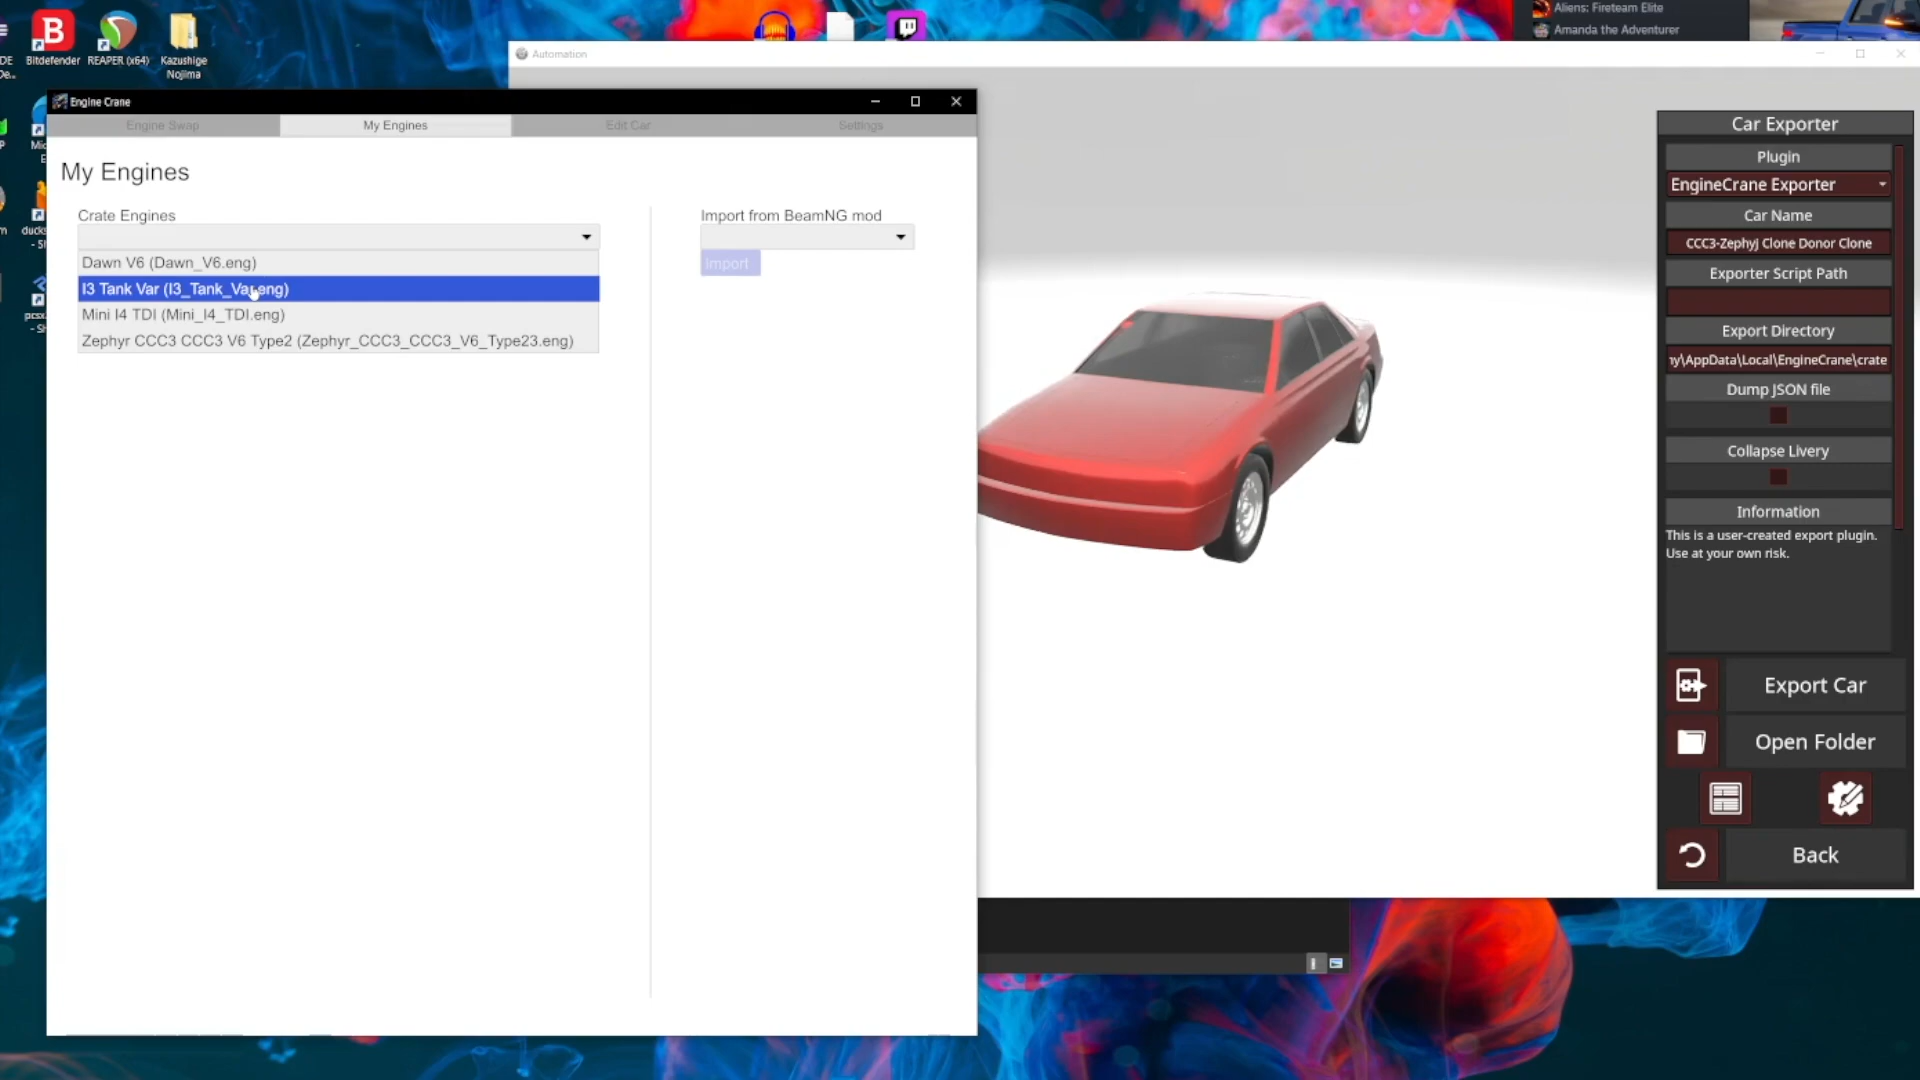 Bitdefender
REAPER (x64)
Kazushige
Nojima
Aliens: Fireteam Elite
Amanda the Adventurer
Automation
Engine Crane
Engine Swap
My Engines
Edit Car
Settings
My Engines
Crate Engines
Dawn V6 (Dawn_V6.eng)
I3 Tank Var (I3_Tank_Var.eng)
Mini I4 TDI (Mini_I4_TDI.eng)
Zephyr CCC3 CCC3 V6 Type2 (Zephyr_CCC3_CCC3_V6_Type23.eng)
Import from BeamNG mod
Import
Car Exporter
Plugin
EngineCrane Exporter
Car Name
CCC3-ZephyJ Clone Donor Clone
Exporter Script Path
Export Directory
\AppData\Local\EngineCrane\crate
Dump JSON file
Collapse Livery
Information
This is a user-created export plugin.
Use at your own risk.
Export Car
Open Folder
Back